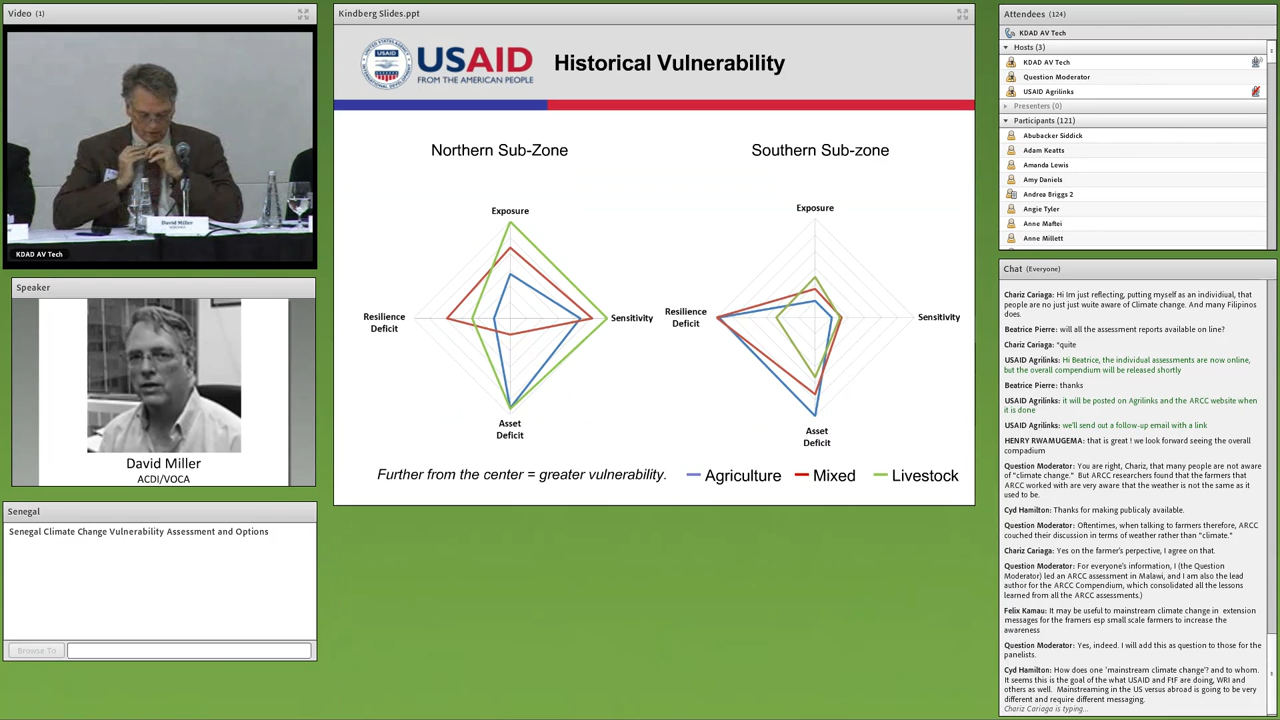 Video (1)
David Miller
KDAD AV Tech
Speaker
David Miller
ACDI/VOCA
Senegal
Senegal Climate Change Vulnerability Assessment and Options
Browse To
Kindberg Slides.ppt
USAID
USAID
FROM THE AMERICAN PEOPLE
Historical Vulnerability
Northern Sub-Zone
Exposure
Resilience
Deficit
Sensitivity
Asset
Deficit
Southern Sub-zone
Exposure
Resilience
Deficit
Sensitivity
Asset
Deficit
Further from the center = greater vulnerability.
Agriculture
Mixed
Livestock
Attendees (124)
KDAD AV Tech
Hosts (3)
KDAD AV Tech
Question Moderator
USAID Agrilinks
Presenters (0)
Participants (121)
Abubacker Siddick
Adam Keatts
Amanda Lewis
Amy Daniels
Andrea Briggs 2
Angie Tyler
Anne Maftei
Anne Millett
Chat (Everyone)
Chariz Cariaga: Hi Im just reflecting, putting myself as an individiual, that
people are no just just wuite aware of Climate change. And many Filipinos
does.
Beatrice Pierre: will all the assessment reports available on line?
Chariz Cariaga: *quite
USAID Agrilinks: Hi Beatrice, the individual assessments are now online,
but the overall compendium will be released shortly
Beatrice Pierre: thanks
USAID Agrilinks: it will be posted on Agrilinks and the ARCC website when
it is done
USAID Agrilinks: we'll send out a follow-up email with a link
HENRY RWAMUGEMA: that is great ! we look forward seeing the overall
compadium
Question Moderator: You are right, Chariz, that many people are not aware
of "climate change." But ARCC researchers found that the farmers that
ARCC worked with are very aware that the weather is not the same as it
used to be.
Cyd Hamilton: Thanks for making publicaly available.
Question Moderator: Oftentimes, when talking to farmers therefore, ARCC
couched their discussion in terms of weather rather than "climate."
Chariz Cariaga: Yes on the farmer's perpective, I agree on that.
Question Moderator: For everyone's information, I (the Question
Moderator) led an ARCC assessment in Malawi, and I am also the lead
author for the ARCC Compendium, which consolidated all the lessons
learned from all the ARCC assessments.)
Felix Kamau: It may be useful to mainstream climate change in extension
messages for the framers esp small scale farmers to increase the
awareness
Question Moderator: Yes, indeed. I will add this as question to those for the
panelists.
Cyd Hamilton: How does one 'mainstream climate change'? and to whom.
It seems this is the goal of the what USAID and FtF are doing, WRI and
others as well. Mainstreaming in the US versus abroad is going to be very
different and require different messaging.
Chariz Cariaga is typing...